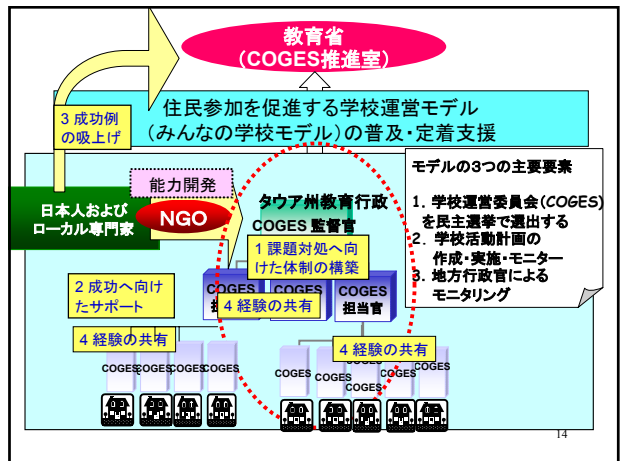 教育省
(COGES推進室)
3 成功例
の吸上げ
住民参加を促進する学校運営モデル
(みんなの学校モデル)の普及・定着支援
モデルの3つの主要要素
1. 学校運営委員会(COGES)
を民主選挙で選出する
2. 学校活動計画の
作成・実施・モニター
3. 地方行政官による
モニタリング
能力開発
日本人および
ローカル専門家
NGO
タウア州教育行政
COGES 監督官
1 課題対処へ向
けた体制の構築
2 成功へ向け
たサポート
COGES
担
COGES
COGES
担当官
4 経験の共有
4 経験の共有
4 経験の共有
COGES
COGES
COGES
COGES
COGES
COGES
COGES
COGES
COGES
14